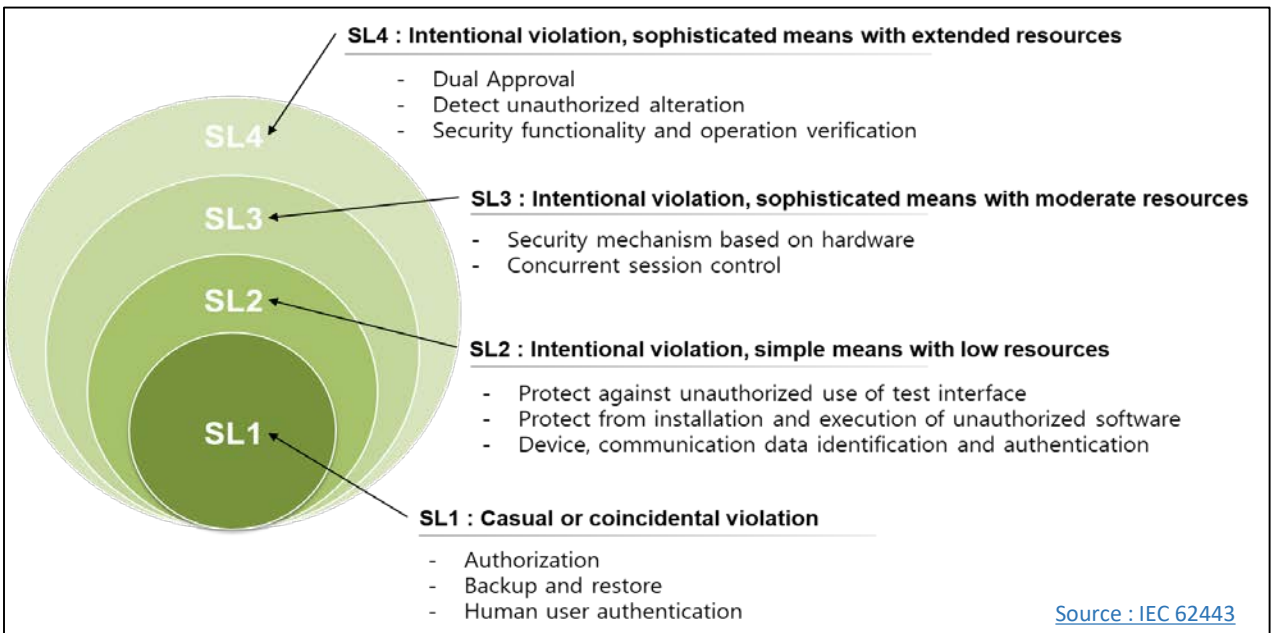 SL4 : Intentional violation, sophisticated means with extended resources
- Dual Approval
- Detect unauthorized alteration
- Security functionality and operation verification
SL4
SL3 : Intentional violation, sophisticated means with moderate resources
- Security mechanism based on hardware
- Concurrent session control
SL3
SL2 : Intentional violation, simple means with low resources
- Protect against unauthorized use of test interface
- Protect from installation and execution of unauthorized software
- Device, communication data identification and authentication
SL2
SL1 : Casual or coincidental violation
- Authorization
- Backup and restore
- Human user authentication
SL1
Source : IEC 62443